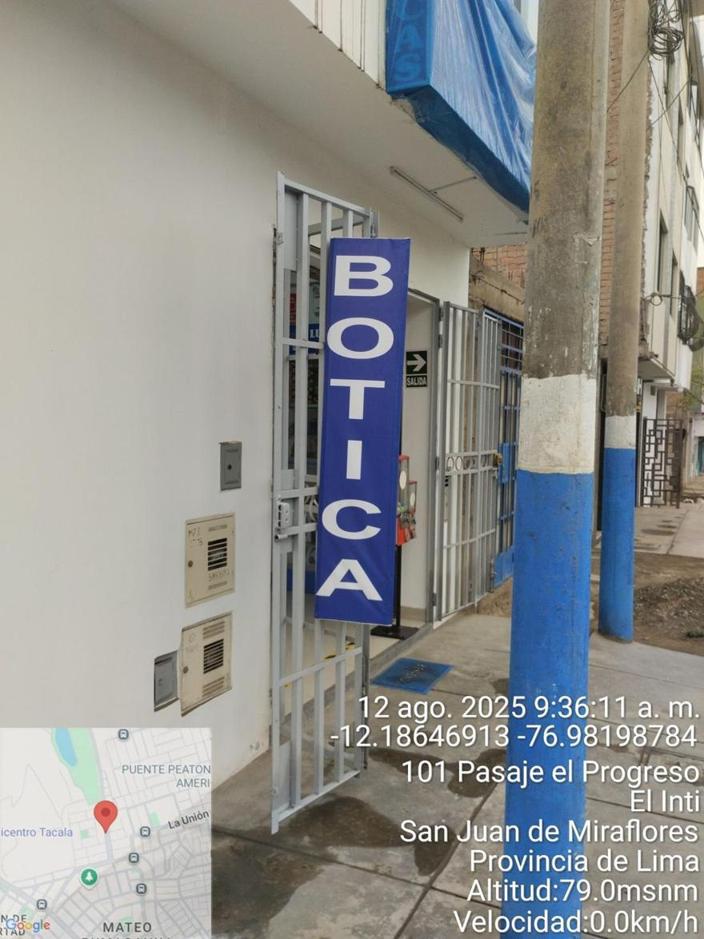 BOTICA
SALIDA
12 ago. 2025 9:36:11 a. m.
-12.18646913 -76.98198784
101 Pasaje el Progreso
El Inti
San Juan de Miraflores
Provincia de Lima
Altitud:79.0msnm
Velocidad:0.0km/h
PUENTE PEATON
AMERI
La Unión
icentro Tacala
MATEO
Google